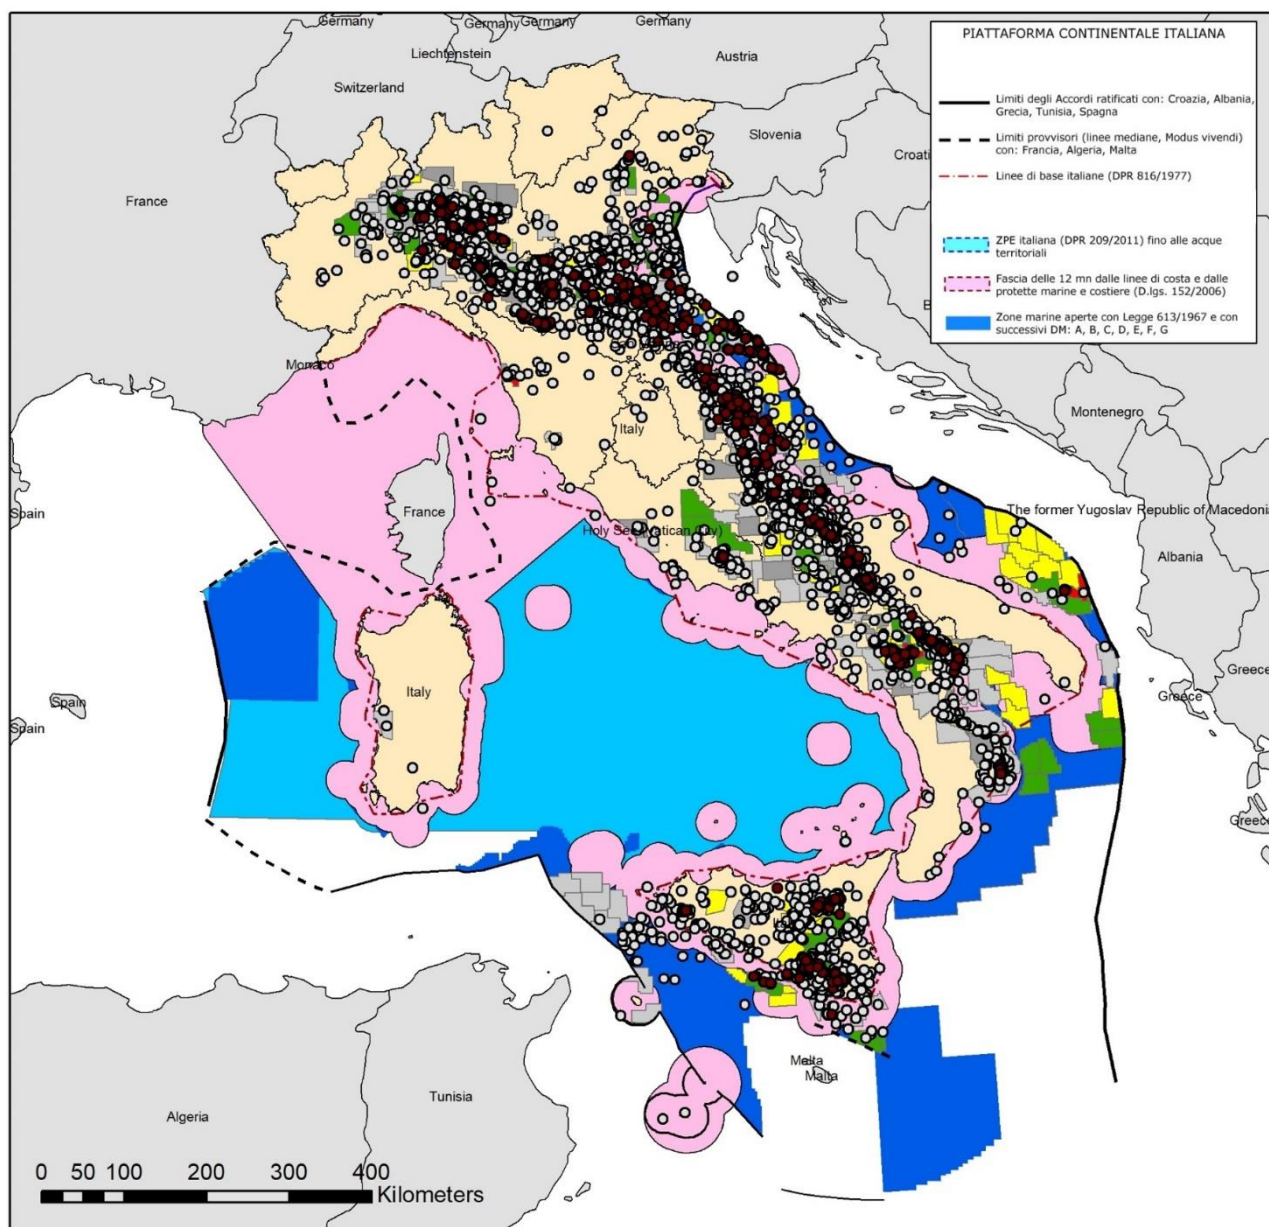 Germany
Germany
Germany
Germany
Liechtenstein
Austria
Switzerland
Slovenia
Croati
France
Monaco
Italy
Montenegro
France
Spain
The former Yugoslav Republic of Macedonia
Albania
Italy
Spain
Spain
Greece
Greece
Greece
Malta
Tunisia
Algeria
PIATTAFORMA CONTINENTALE ITALIANA
Limiti degli Accordi ratificati con: Croazia, Albania,
Grecia, Tunisia, Spagna
Limiti provvisori (linee mediane, Modus vivendi)
con: Francia, Algeria, Malta
Linee di base italiane (DPR 816/1977)
ZPE italiana (DPR 209/2011) fino alle acque
territoriali
Fascia delle 12 mn dalle linee di costa e dalle
protette marine e costiere (D.lgs. 152/2006)
Zone marine aperte con Legge 613/1967 e con
successivi DM: A, B, C, D, E, F, G
0 50 100 200 300 400
Kilometers